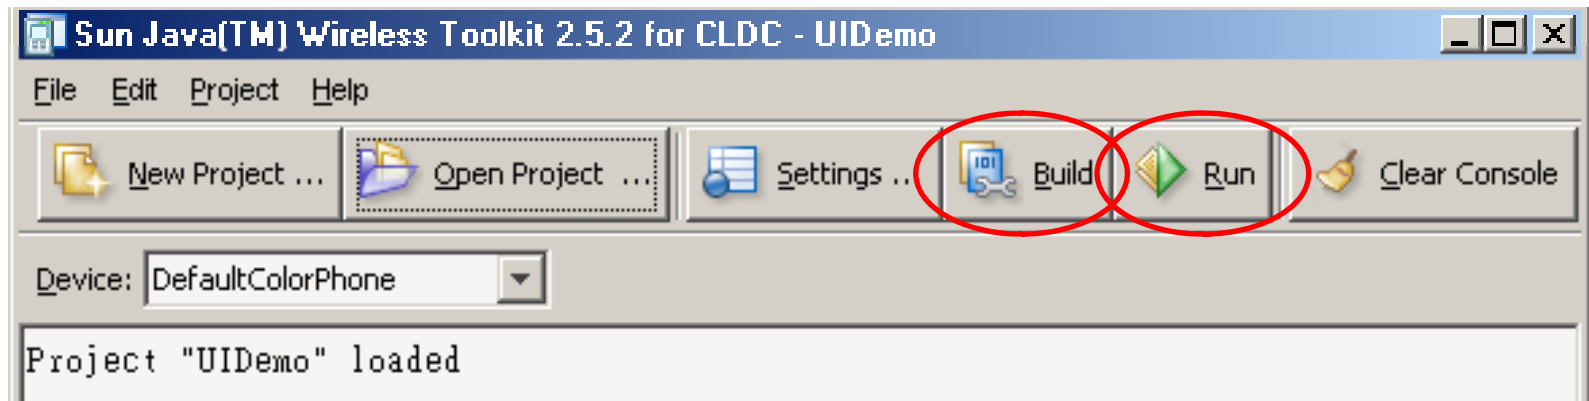 Sun Java(TM) Wireless Toolkit 2.5.2 for CLDC - UIDemo
File Edit Project Help
New Project ... Open Project ... Settings .. Build Run Clear Console
Device: DefaultColorPhone
Project "UIDemo" loaded